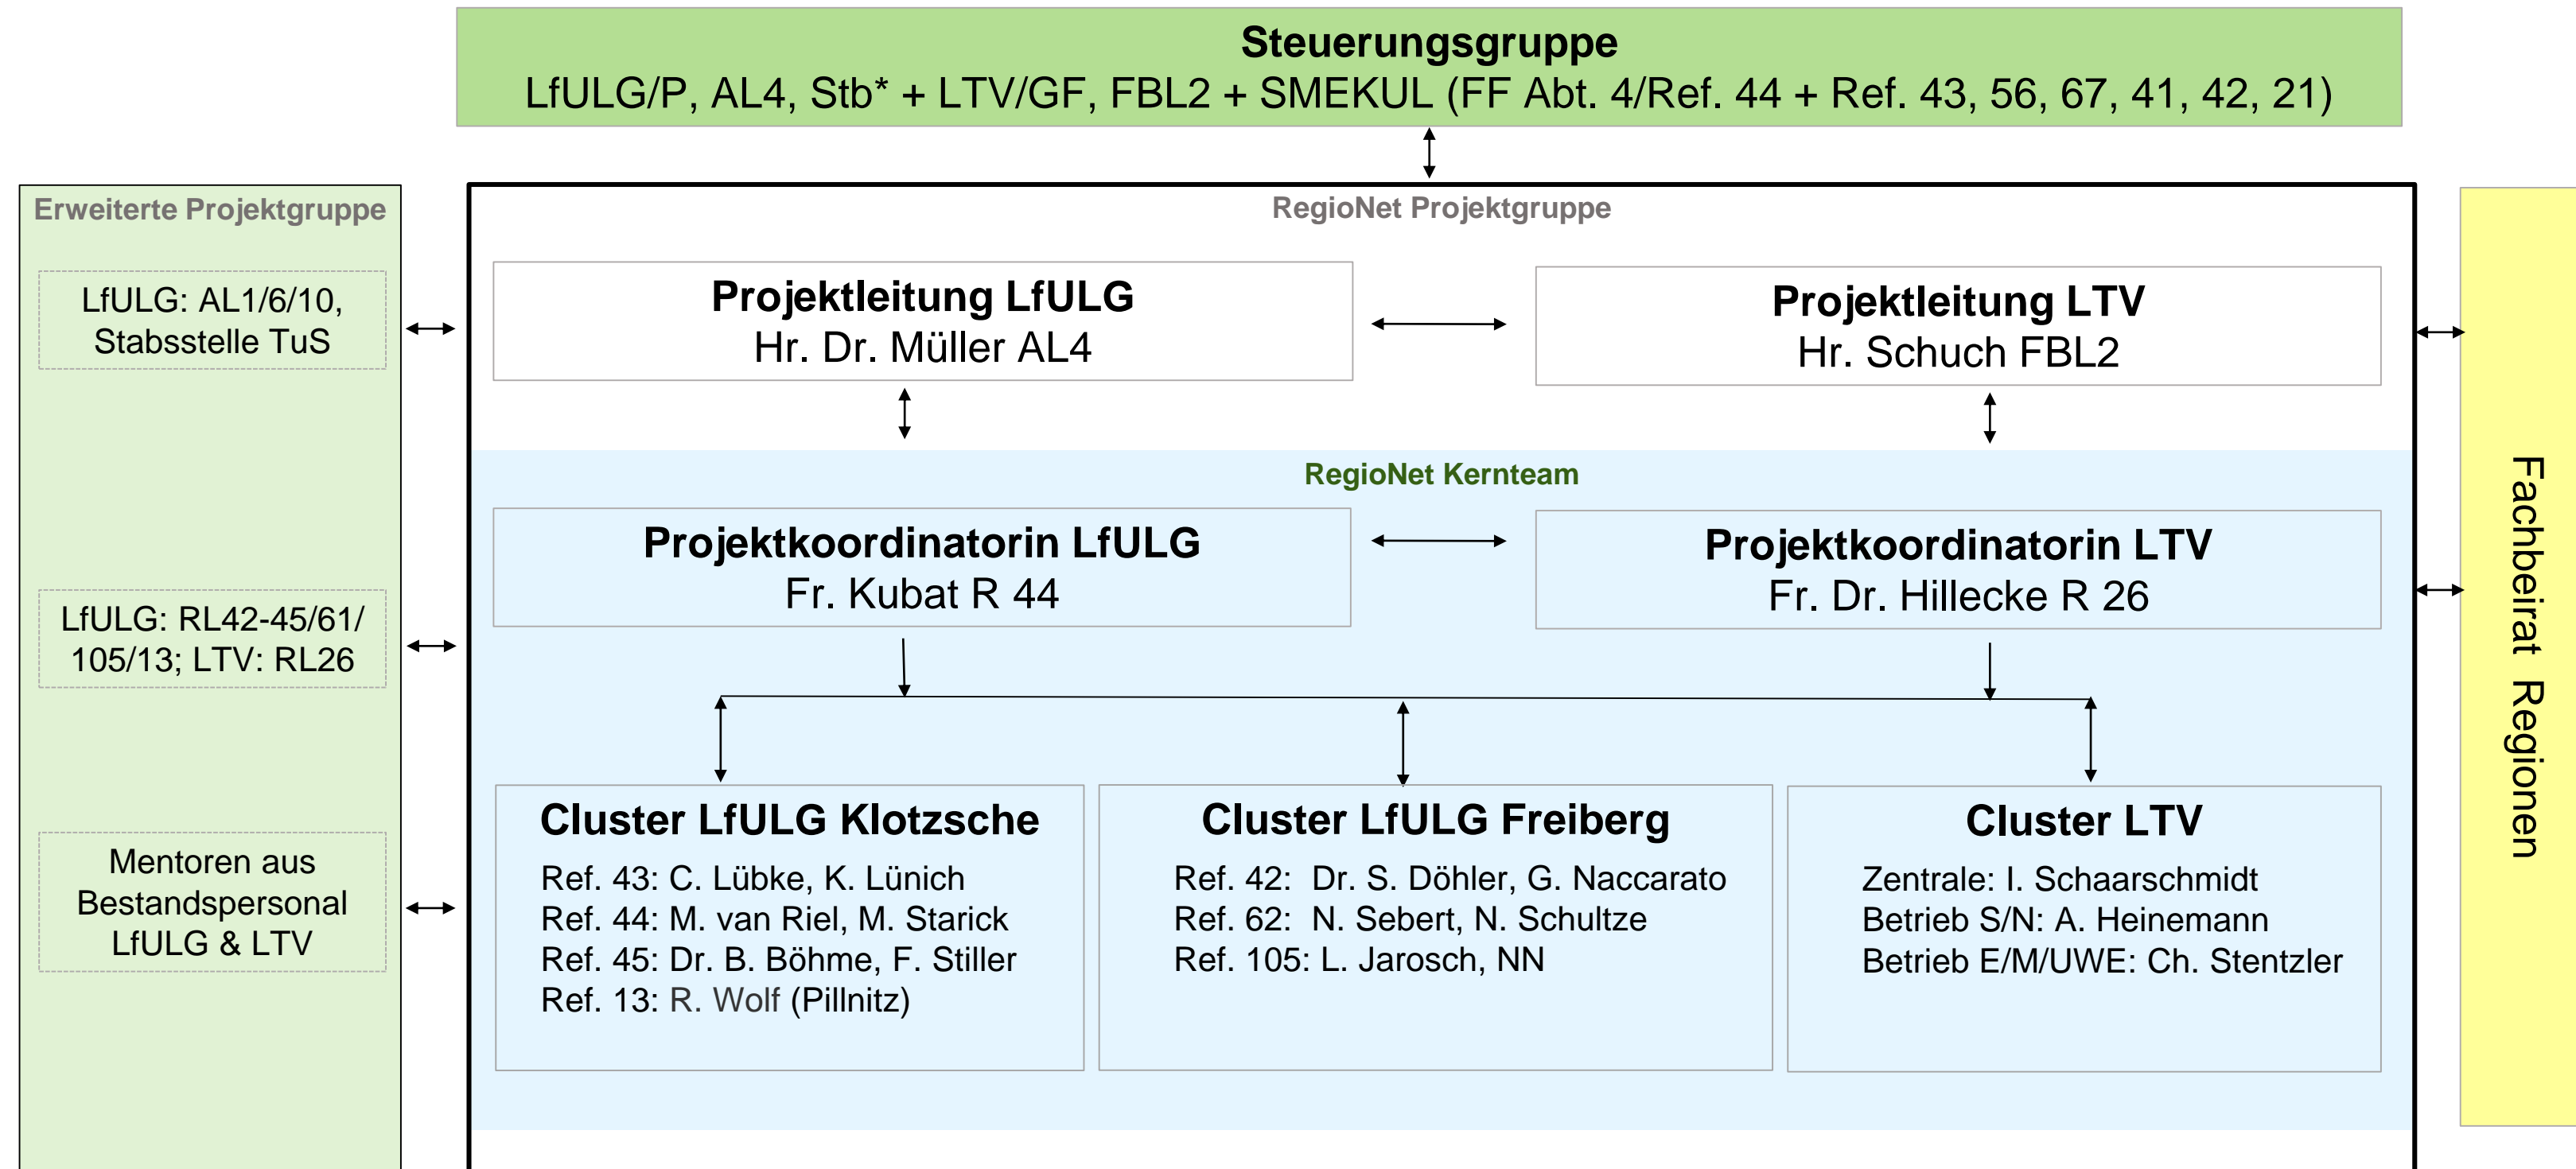 Steuerungsgruppe
LfULG/P, AL4, Stb* + LTV/GF, FBL2 + SMEKUL (FF Abt. 4/Ref. 44 + Ref. 43, 56, 67, 41, 42, 21)
Erweiterte Projektgruppe
LfULG: AL1/6/10,
Stabsstelle TuS
LfULG: RL42-45/61/
105/13; LTV: RL26
Mentoren aus
Bestandspersonal
LfULG & LTV
RegioNet Projektgruppe
Projektleitung LfULG
Hr. Dr. Müller AL4
Projektleitung LTV
Hr. Schuch FBL2
RegioNet Kernteam
Projektkoordinatorin LfULG
Fr. Kubat R 44
Projektkoordinatorin LTV
Fr. Dr. Hillecke R 26
Cluster LfULG Klotzsche
Ref. 43: C. Lübke, K. Lünich
Ref. 44: M. van Riel, M. Starick
Ref. 45: Dr. B. Böhme, F. Stiller
Ref. 13: R. Wolf (Pillnitz)
Cluster LfULG Freiberg
Ref. 42: Dr. S. Döhler, G. Naccarato
Ref. 62: N. Sebert, N. Schultze
Ref. 105: L. Jarosch, NN
Cluster LTV
Zentrale: I. Schaarschmidt
Betrieb S/N: A. Heinemann
Betrieb E/M/UWE: Ch. Stentzler
Fachbeirat Regionen